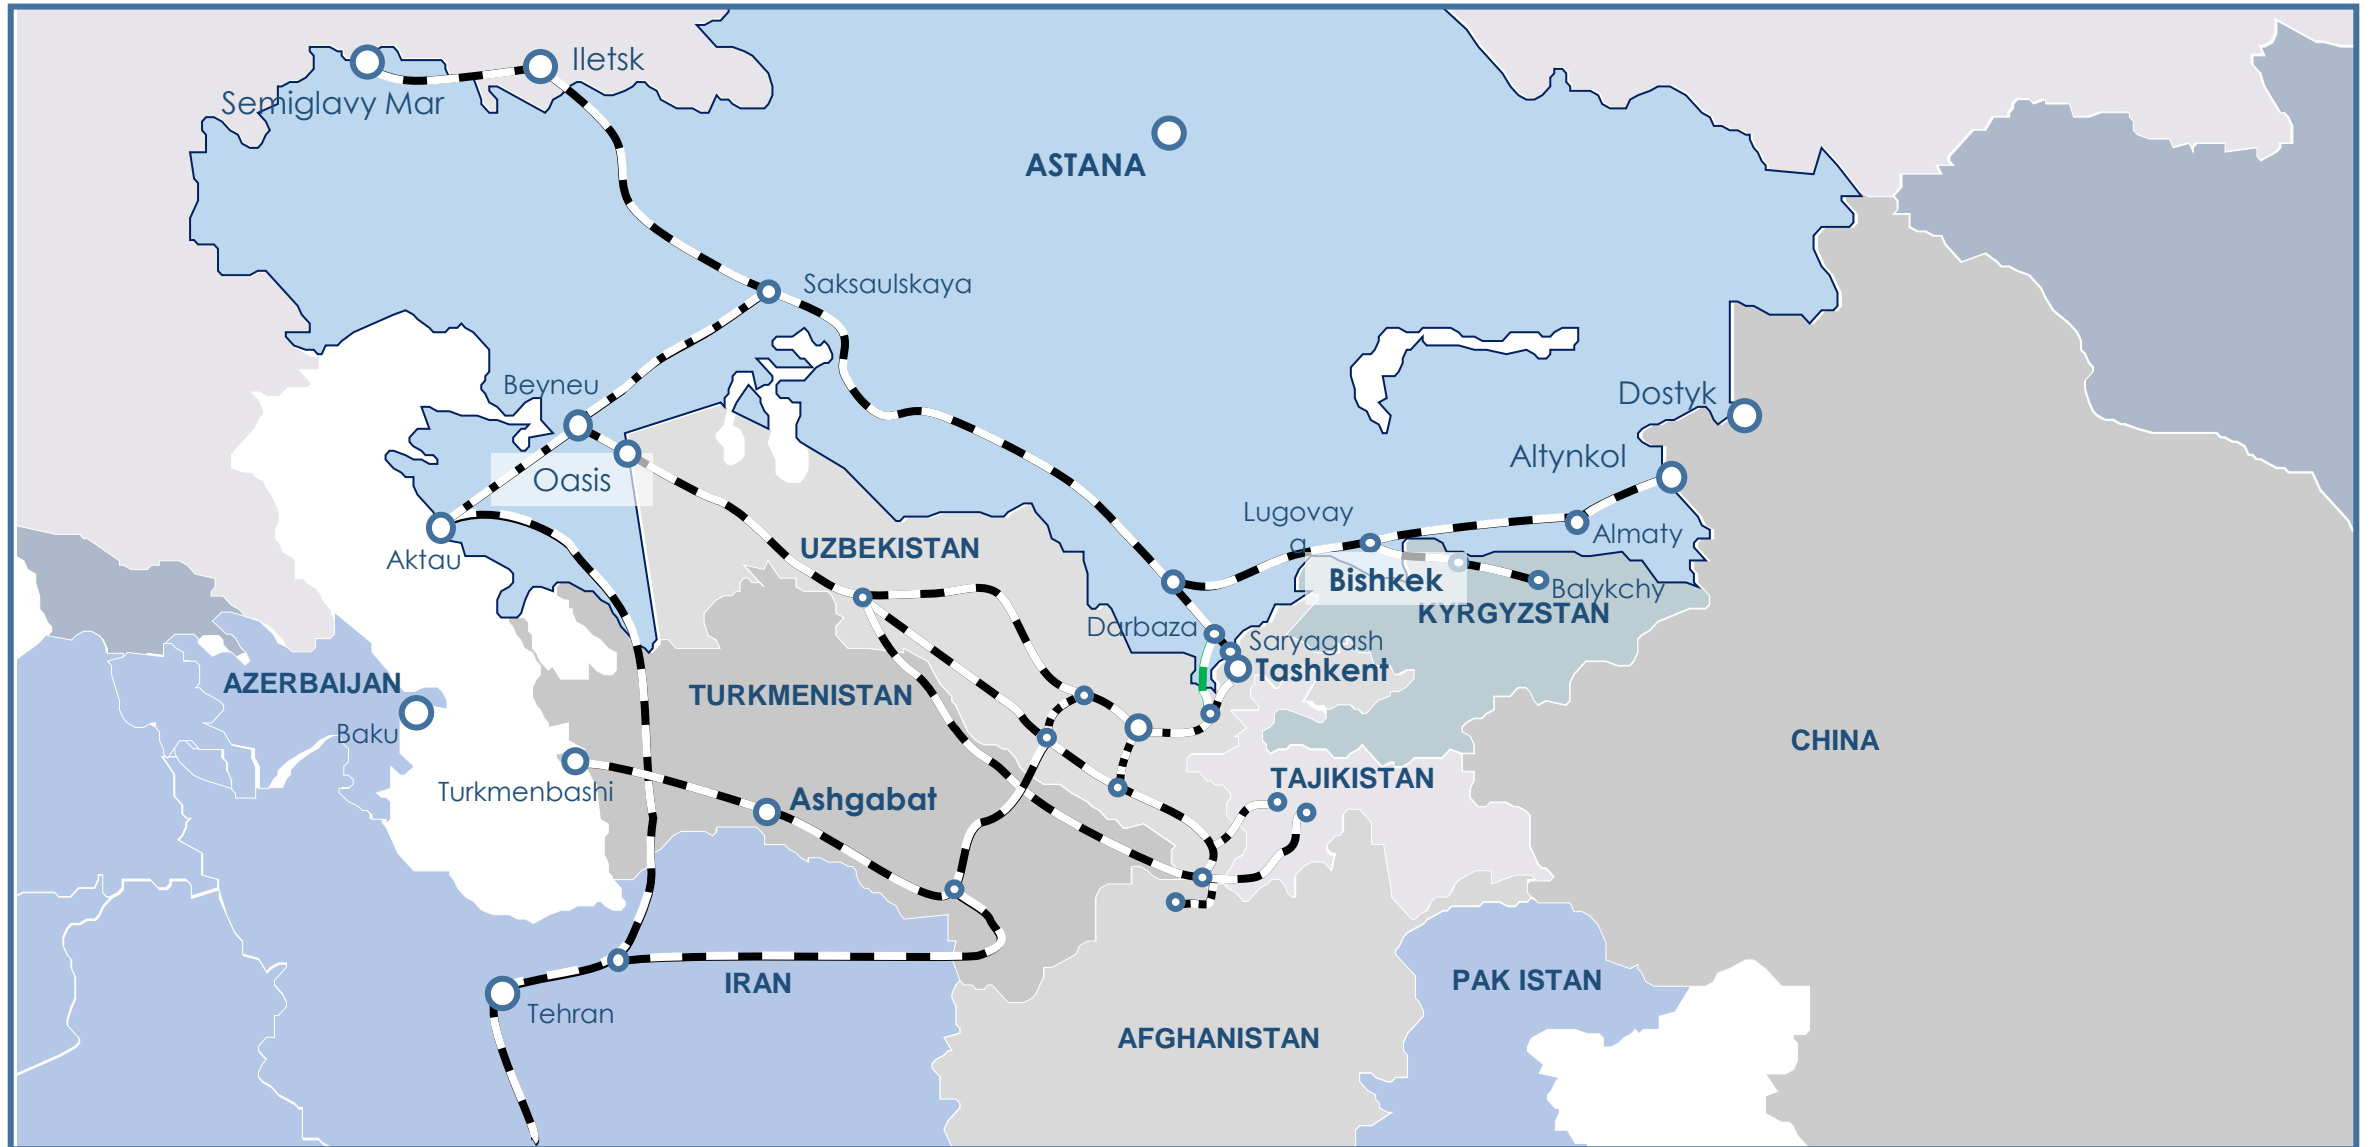 Iletsk
Semiglavy Mar
ASTANA
Saksaulskaya
Beyneu
Dostyk
Altynkol
Oasis
Lugovay
a
Almaty
UZBEKISTAN
Aktau
Bishkek
Balykchy
KYRGYZSTAN
Darbaza
Saryagash
Tashkent
AZERBAIJAN
TURKMENISTAN
Baku
CHINA
TAJIKISTAN
Turkmenbashi
Ashgabat
IRAN
PAK ISTAN
Tehran
AFGHANISTAN